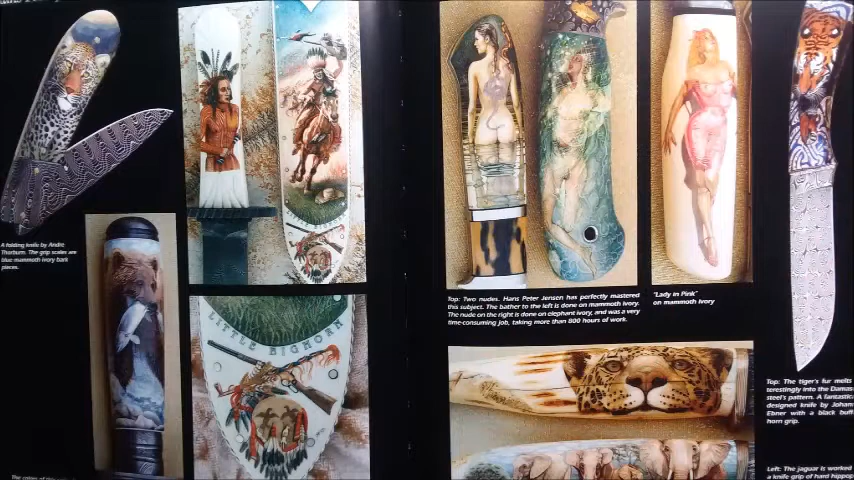 A folding knife by André
Thorburn. The grip scales are
blue mammoth ivory bark
pieces.
LITTLE BIGHORN
Top: Two nudes. Hans Peter Jensen has perfectly mastered
this subject. The bather to the left is done on mammoth ivory.
The nude on the right is done on elephant ivory, and was a very
time-consuming job, taking more than 800 hours of work.
"Lady in Pink"
on mammoth ivory
Top: The tiger's fur melts
terestingly into the Damas
steel's pattern. A fantastic
designed knife by Johann
Ebner with a black buff
horn grip.
Left: The jaguar is worked
a knife grip of hard hippop